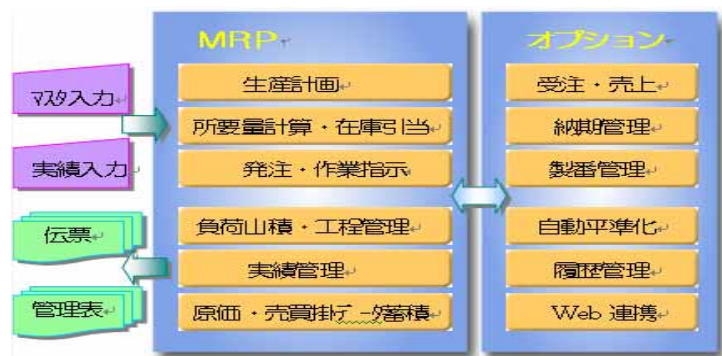 マスタ入力
実績入力
伝票
管理表
MRP
生産計画
所要量計算・在庫引当
発注・作業指示
負荷山積・工程管理
実績管理
原価・売買掛データ蓄積
オプション
受注・売上
納期管理
製番管理
自動平準化
履歴管理
Web 連携